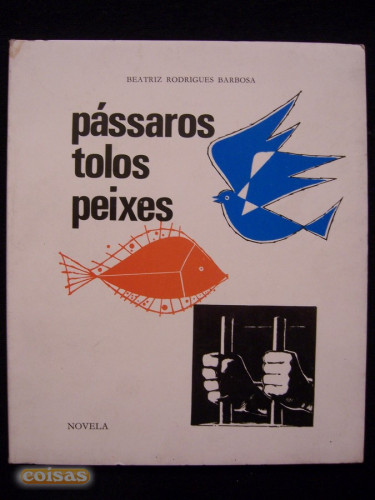 BEATRIZ RODRIGUES BARBOSA
pássaros
tolos
peixes
NOVELA
coisas